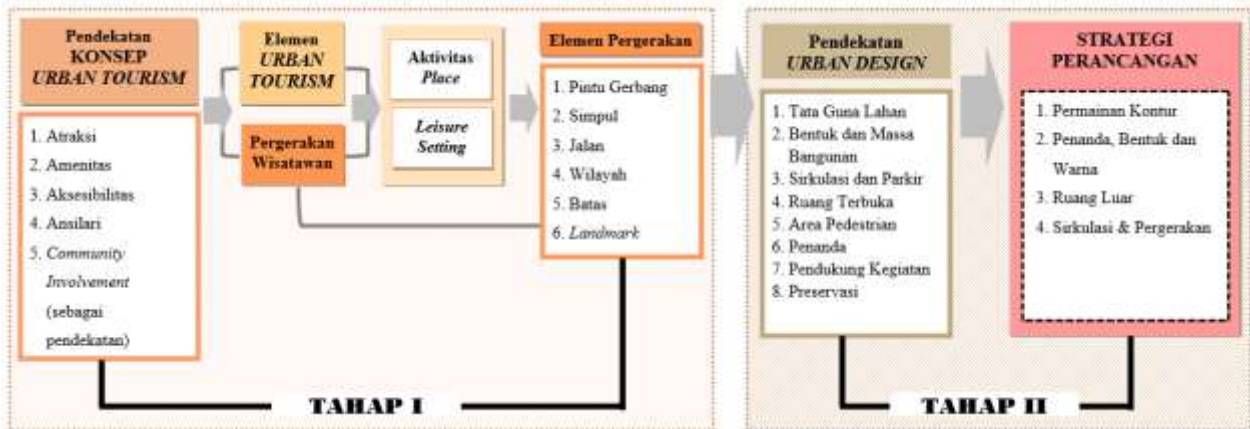 Pendekatan
KONSEP
URBAN TOURISM
1. Atraksi
2. Amenitas
3. Aksesibilitas
4. Ansilari
5. Community
Involvement
(sebagai
pendekatan)
Elemen
URBAN
TOURISM
Pergerakan
Wisatawan
Aktivitas
Place
Leisure
Setting
Elemen Pergerakan
1. Pintu Gerbang
2. Simpul
3. Jalan
4. Wilayah
5. Batas
6. Landmark
TAHAP I
Pendekatan
URBAN DESIGN
1. Tata Guna Lahan
2. Bentuk dan Massa
Bangunan
3. Sirkulasi dan Parkir
4. Ruang Terbuka
5. Area Pedestrian
6. Penanda
7. Pendukung Kegiatan
8. Preservasi
STRATEGI
PERANCANGAN
1. Permainan Kontur
2. Penanda, Bentuk dan
Warna
3. Ruang Luar
4. Sirkulasi & Pergerakan
TAHAP II